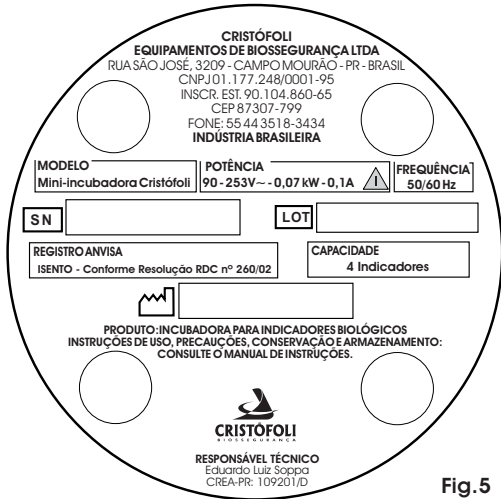 CRISTÓFOLI
EQUIPAMENTOS DE BIOSSEGURANÇA LTDA
RUA SÃO JOSÉ, 3209 - CAMPO MOURÃO - PR - BRASIL
CNPJ 01.177.248/0001-95
INSCR. EST. 90.104.860-65
CEP 87307-799
FONE: 55 44 3518-3434
INDÚSTRIA BRASILEIRA
MODELO
Mini-incubadora Cristófoli
POTÊNCIA
90 - 253V~ - 0,07 kW - 0,1A
FREQUÊNCIA
50/60 Hz
SN
LOT
REGISTRO ANVISA
ISENTO - Conforme Resolução RDC nº 260/02
CAPACIDADE
4 Indicadores
PRODUTO: INCUBADORA PARA INDICADORES BIOLÓGICOS
INSTRUÇÕES DE USO, PRECAUÇÕES, CONSERVAÇÃO E ARMAZENAMENTO:
CONSULTE O MANUAL DE INSTRUÇÕES.
CRISTÓFOLI
BIOSSEGURANÇA
RESPONSÁVEL TÉCNICO
Eduardo Luiz Soppa
CREA-PR: 109201/D
Fig.5